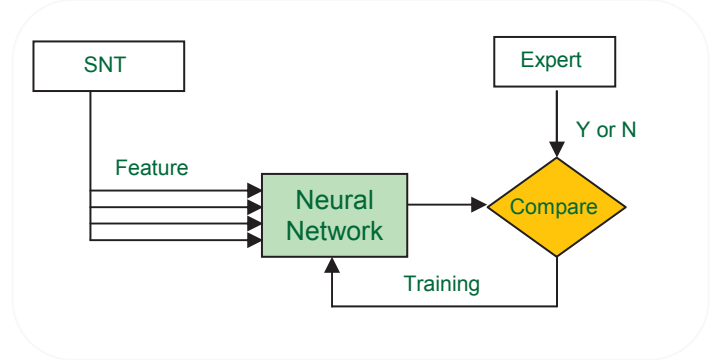 SNT
Expert
Y or N
Feature
Neural
Network
Compare
Training